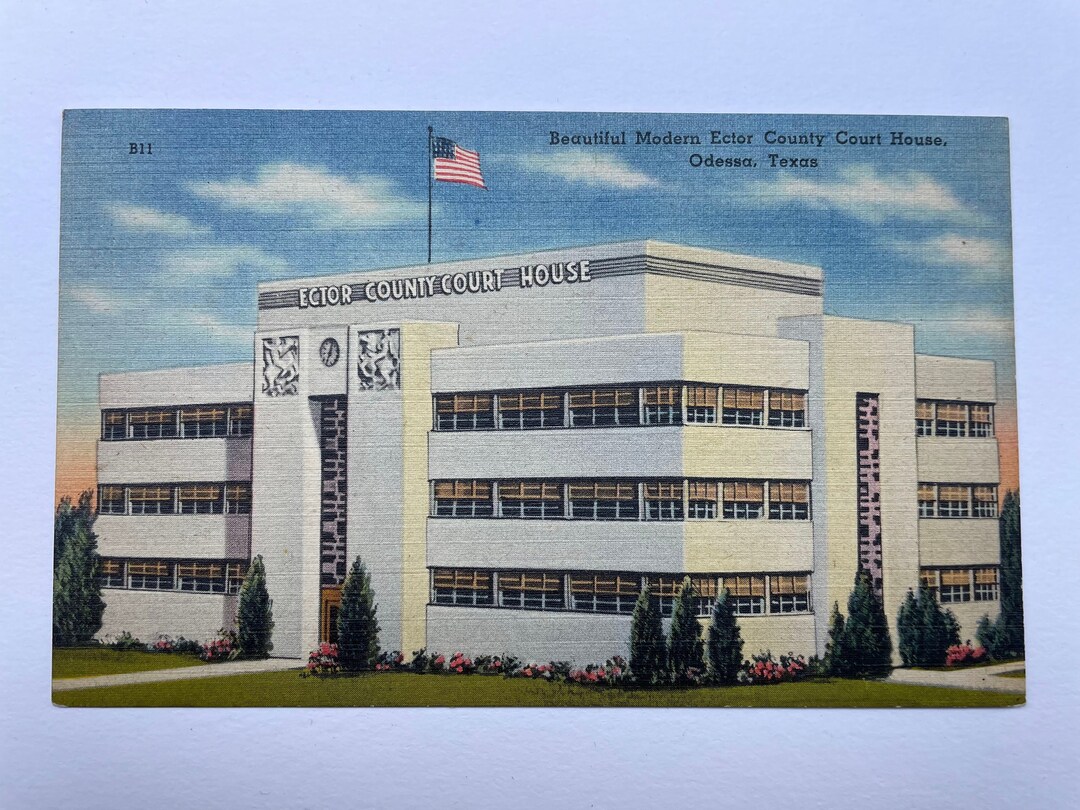 B11
Beautiful Modern Ector County Court House,
Odessa, Texas
ECTOR COUNTY COURT HOUSE